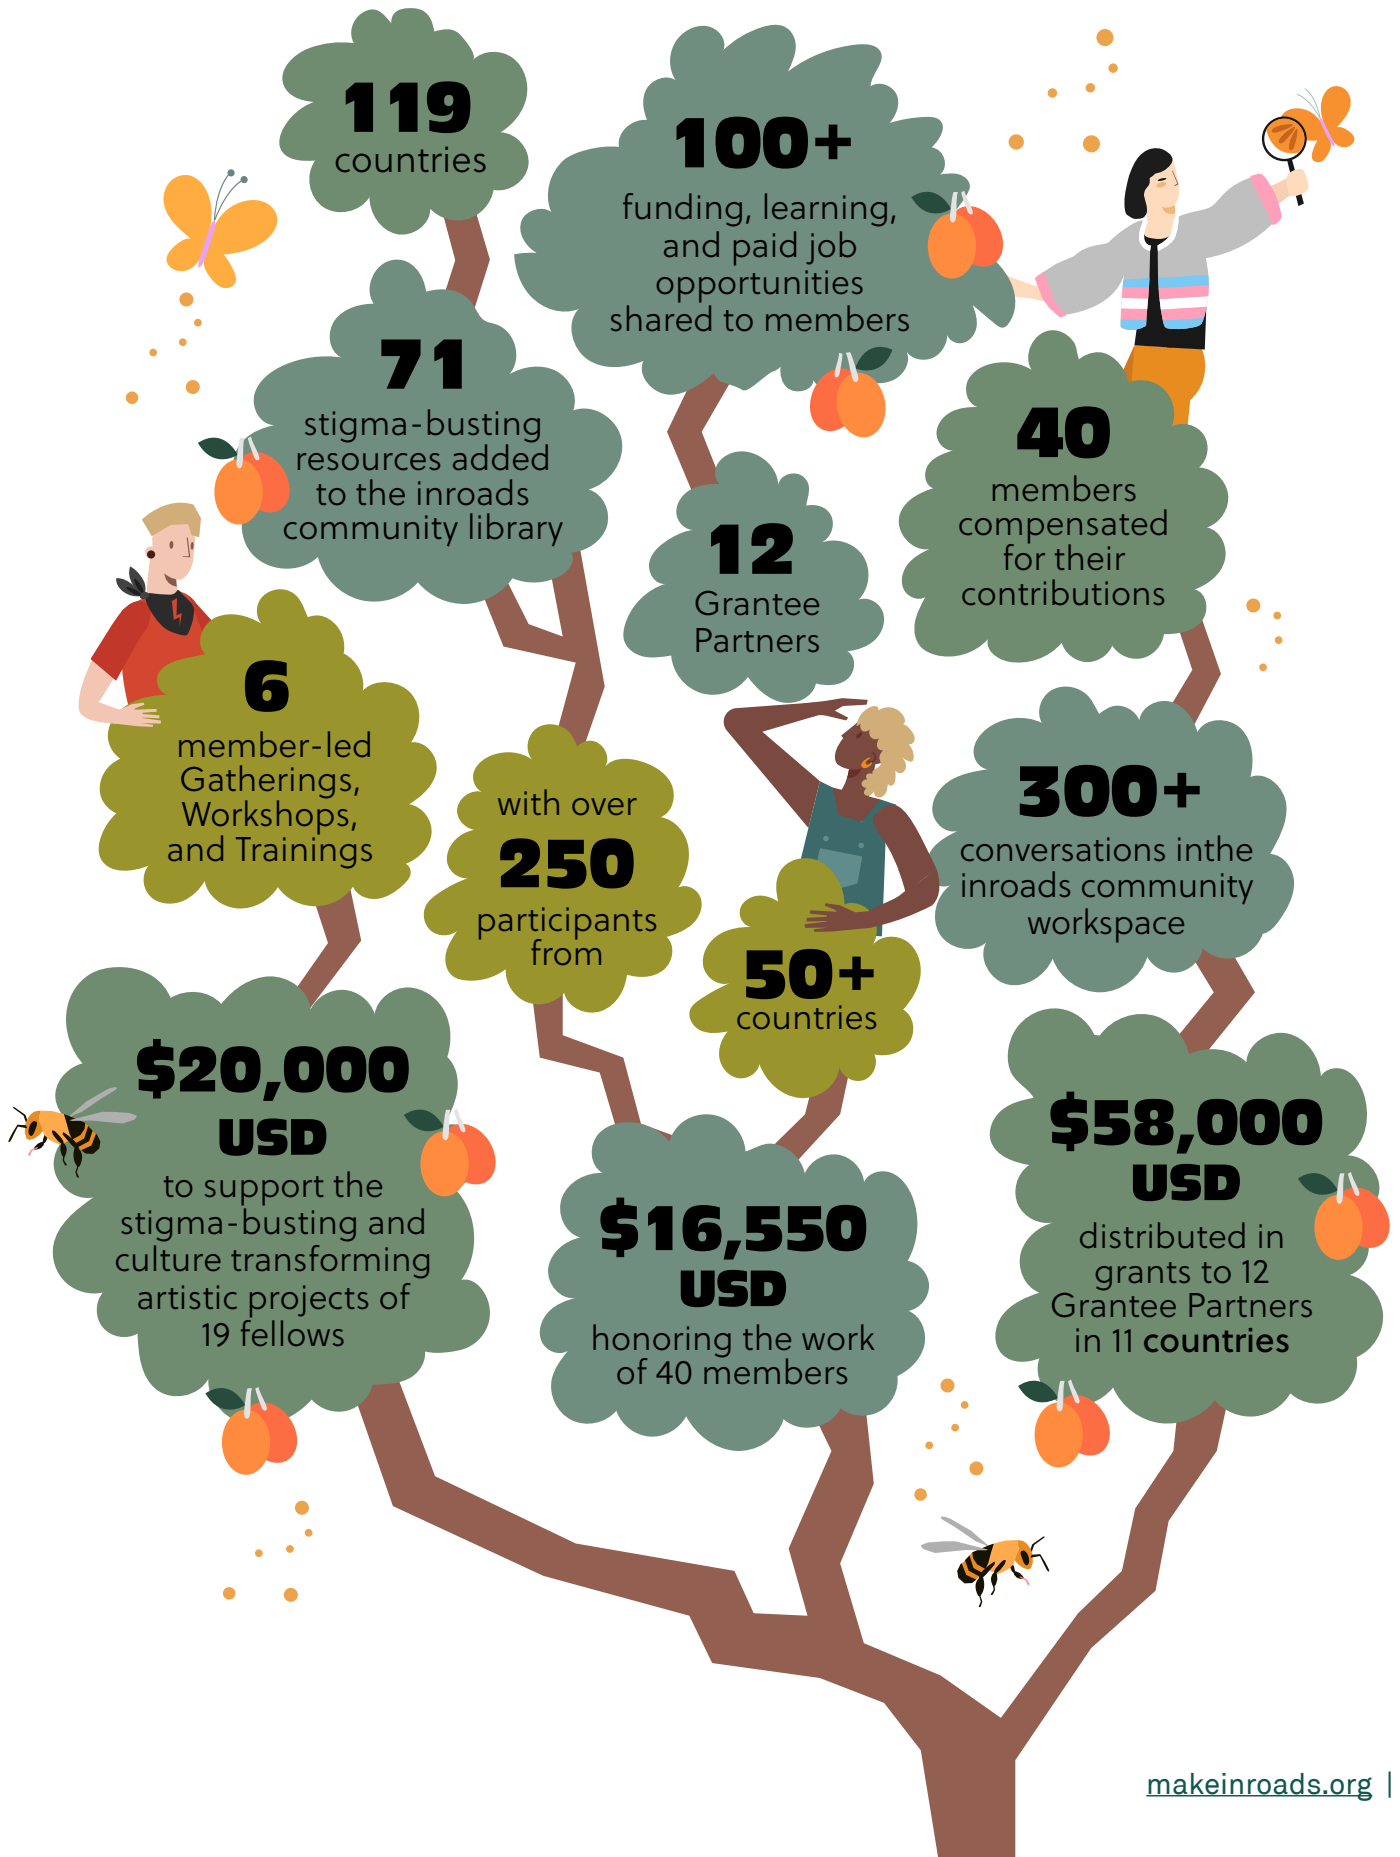 119
countries
100+
funding, learning,
and paid job
opportunities
shared to members
71
stigma-busting
resources added
to the inroads
community library
40
members
compensated
for their
contributions
12
Grantee
Partners
6
member-led
Gatherings,
Workshops,
and Trainings
with over
250
participants
from
50+
countries
300+
conversations inthe
inroads community
workspace
$20,000
USD
to support the
stigma-busting and
culture transforming
artistic projects of
19 fellows
$16,550
USD
honoring the work
of 40 members
$58,000
USD
distributed in
grants to 12
Grantee Partners
in 11 countries
makeinroads.org |